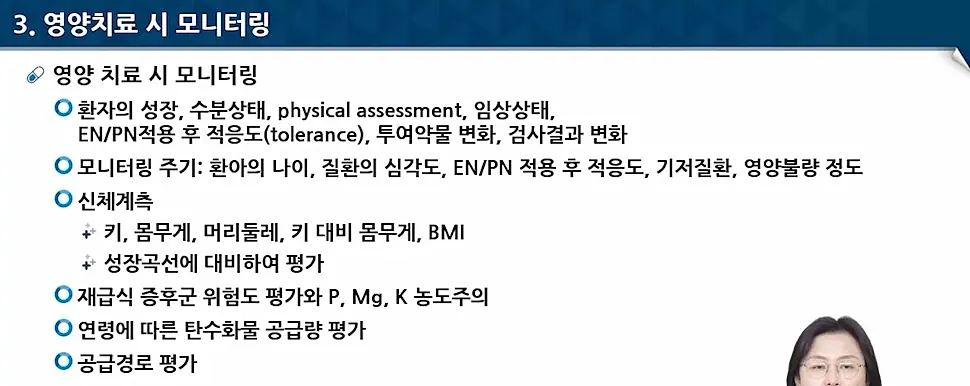 3. 영양치료 시 모니터링
영양 치료 시 모니터링
환자의 성장, 수분상태, physical assessment, 임상상태,
EN/PN적용 후 적응도(tolerance), 투여약물 변화, 검사결과 변화
모니터링 주기: 환아의 나이, 질환의 심각도, EN/PN 적용 후 적응도, 기저질환, 영양불량 정도
신체계측
키, 몸무게, 머리둘레, 키 대비 몸무게, BMI
성장곡선에 대비하여 평가
재급식 증후군 위험도 평가와 P, Mg, K 농도주의
연령에 따른 탄수화물 공급량 평가
공급경로 평가